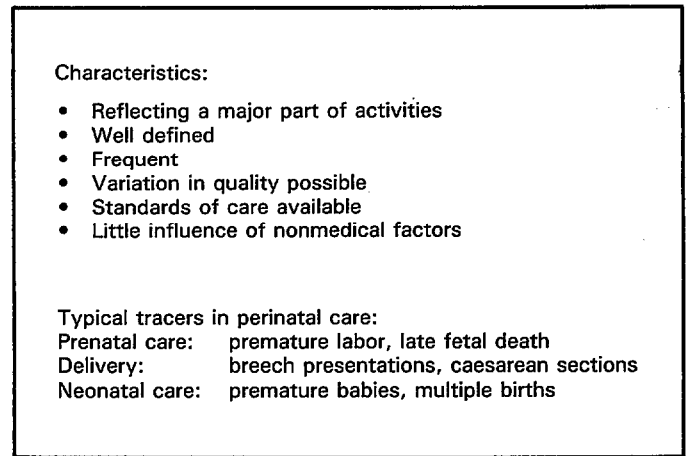 Characteristics:
• Reflecting a major part of activities
• Well defined
• Frequent
• Variation in quality possible
• Standards of care available
• Little influence of nonmedical factors
Typical tracers in perinatal care:
Prenatal care: premature labor, late fetal death
Delivery: breech presentations, caesarean sections
Neonatal care: premature babies, multiple births